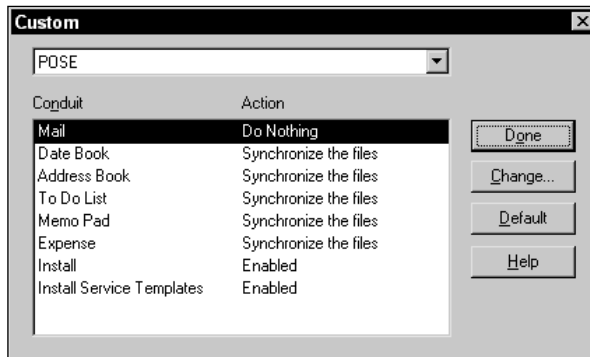 Custom
POSE
Conduit Action
Mail Do Nothing
Date Book Synchronize the files
Address Book Synchronize the files
To Do List Synchronize the files
Memo Pad Synchronize the files
Expense Synchronize the files
Install Enabled
Install Service Templates Enabled
Done
Change...
Default
Help